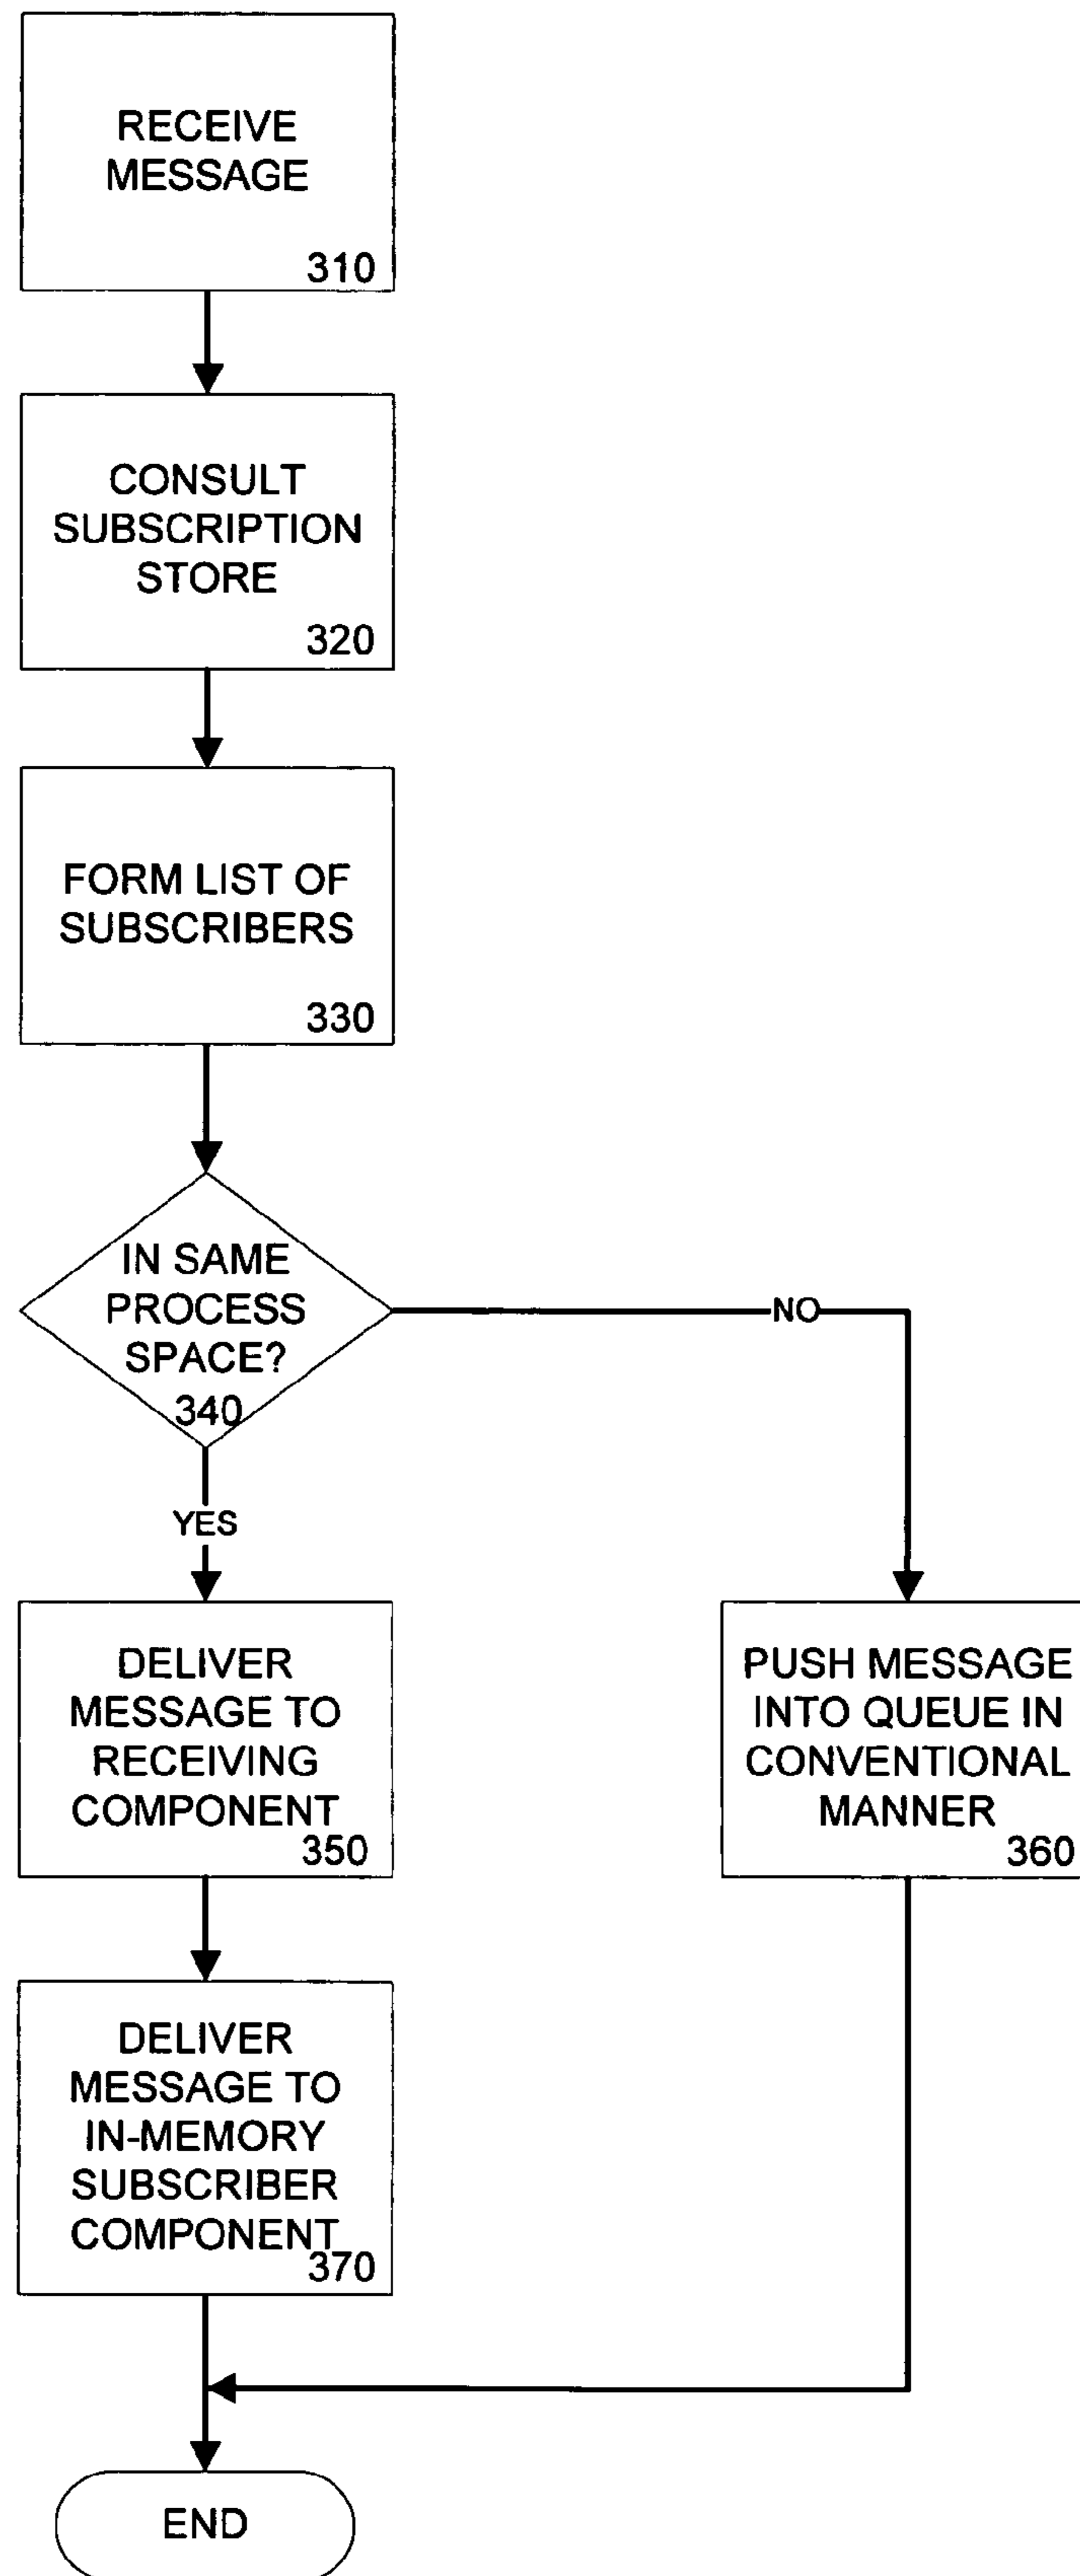 RECEIVE
MESSAGE
310
CONSULT
SUBSCRIPTION
STORE
320
FORM LIST OF
SUBSCRIBERS
330
IN SAME
PROCESS
SPACE?
340
NO
YES
DELIVER
MESSAGE TO
RECEIVING
COMPONENT
350
PUSH MESSAGE
INTO QUEUE IN
CONVENTIONAL
MANNER
360
DELIVER
MESSAGE TO
IN-MEMORY
SUBSCRIBER
COMPONENT
370
END